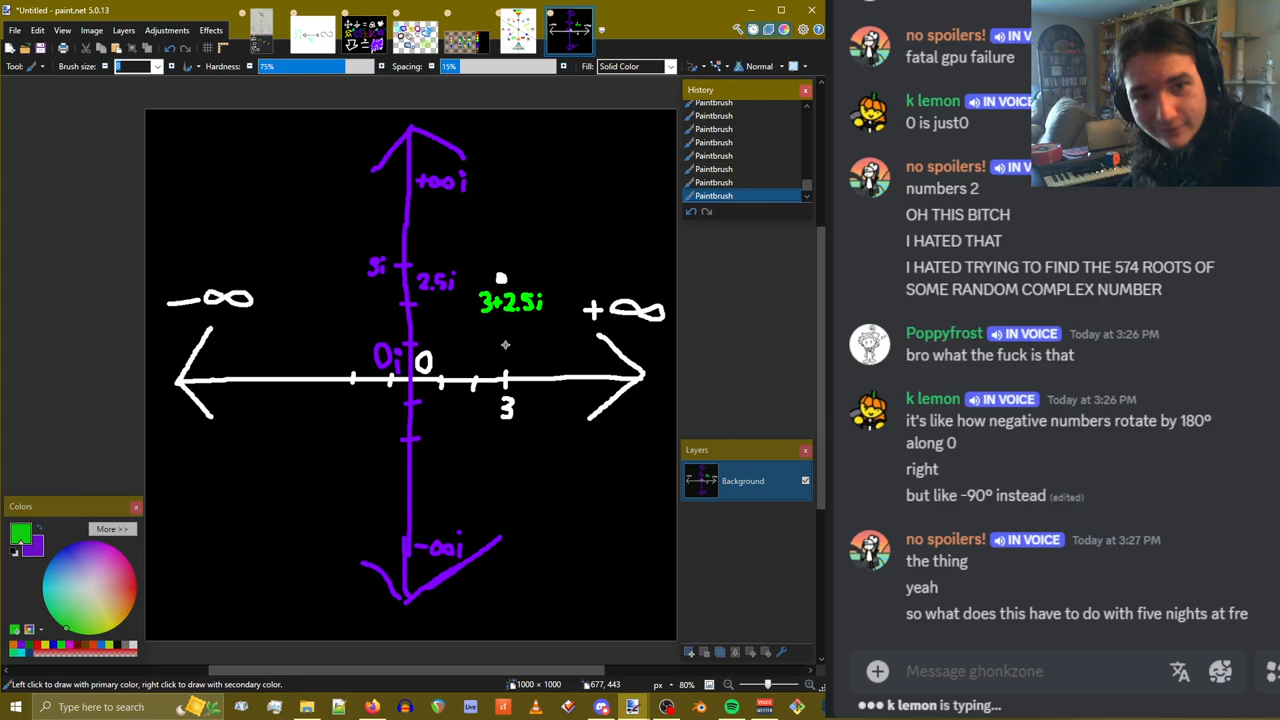 *Untitled - paint.net 5.0.13
File Edit View Image Layers Adjustments Effects
Tool: Brush size: 8 Hardness: 75% Spacing: 15% Fill: Solid Color Normal
+∞i
2.5i
3+2.5i
-∞
+∞
0i
0
3
-∞i
History
Paintbrush
Paintbrush
Paintbrush
Paintbrush
Paintbrush
Paintbrush
Paintbrush
Paintbrush
Layers
Background
Colors
More >>
Left click to draw with primary color, right click to draw with secondary color.
1000 × 1000
677, 443
px
80%
Type here to search
Live
no spoilers! IN V
fatal gpu failure
k lemon IN VOICE
0 is just0
no spoilers! IN V
numbers 2
OH THIS BITCH
I HATED THAT
I HATED TRYING TO FIND THE 574 ROOTS OF
SOME RANDOM COMPLEX NUMBER
Poppyfrost IN VOICE Today at 3:26 PM
bro what the fuck is that
k lemon IN VOICE Today at 3:26 PM
it's like how negative numbers rotate by 180º
along 0
right
but like -90º instead (edited)
no spoilers! IN VOICE Today at 3:27 PM
the thing
yeah
so what does this have to do with five nights at fre
Message ghonkzone
k lemon is typing...